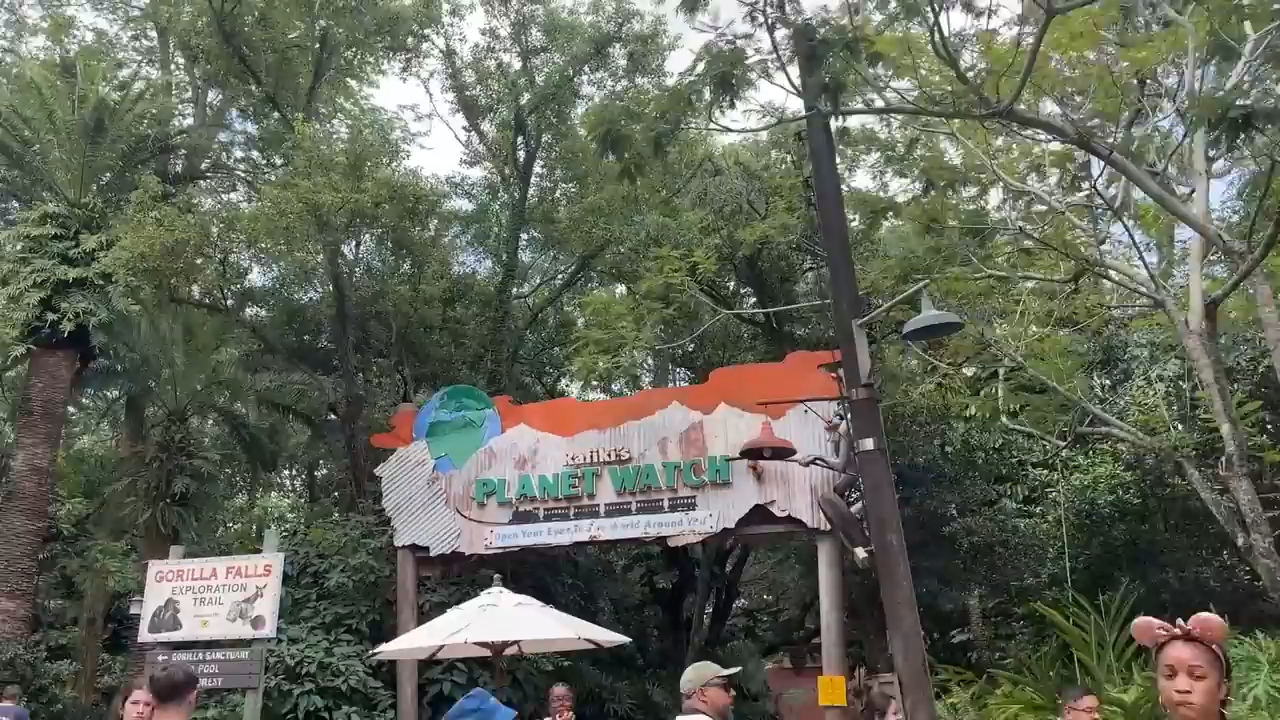 Rafiki's
PLANET WATCH
Open Your Eyes To The World Around You
GORILLA FALLS
EXPLORATION
TRAIL
← GORILLA SANCTUARY
POOL